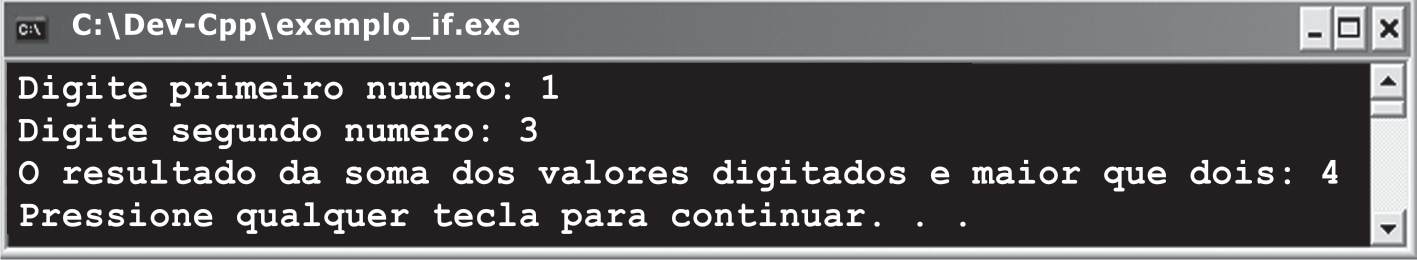 C:\Dev-Cpp\exemplo_if.exe
Digite primeiro numero: 1
Digite segundo numero: 3
O resultado da soma dos valores digitados e maior que dois: 4
Pressione qualquer tecla para continuar. . .